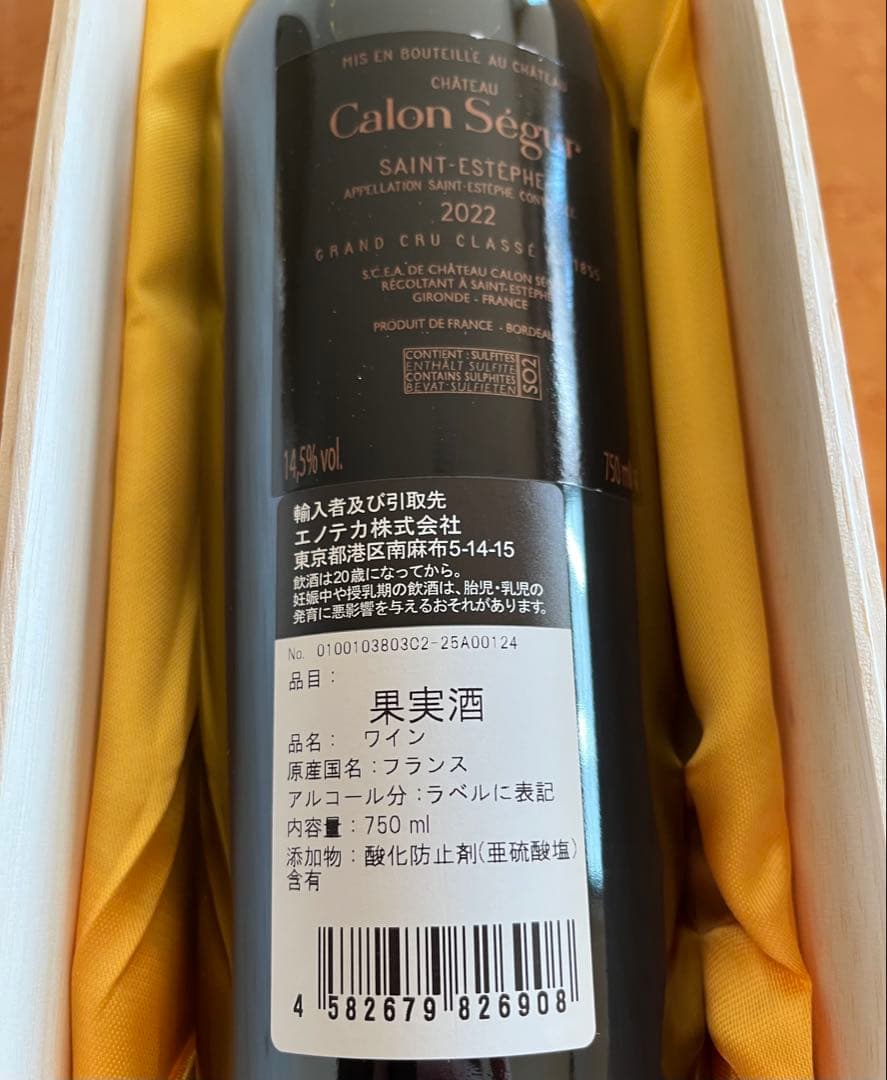 MIS EN BOUTEILLE AU CHÂTEAU
CHÂTEAU
Calon Ségur
SAINT-ESTÈPHE
APPELLATION SAINT-ESTÈPHE
2022
GRAND CRU CLASSÉ 1855
S.C.E.A. DE CHÂTEAU CALON
RÉCOLTANT À SAINT-ESTÈPHE
GIRONDE - FRANCE
PRODUIT DE FRANCE -
CONTIENT : SULFITES
ENTHÄLT SULFITE
CONTAINS SULPHITES
BEVAT SULFIETEN
SO2
14,5% vol.
750 ml
輸入者及び引取先
エノテカ株式会社
東京都港区南麻布5-14-15
飲酒は20歳になってから。
妊娠中や授乳期の飲酒は、胎児・乳児の
発育に悪影響を与えるおそれがあります。
No. 0100103803C2-25A00124
品目：
果実酒
品名： ワイン
原産国名：フランス
アルコール分：ラベルに表記
内容量：750 ml
添加物：酸化防止剤(亜硫酸塩)
含有
4 582679 826908